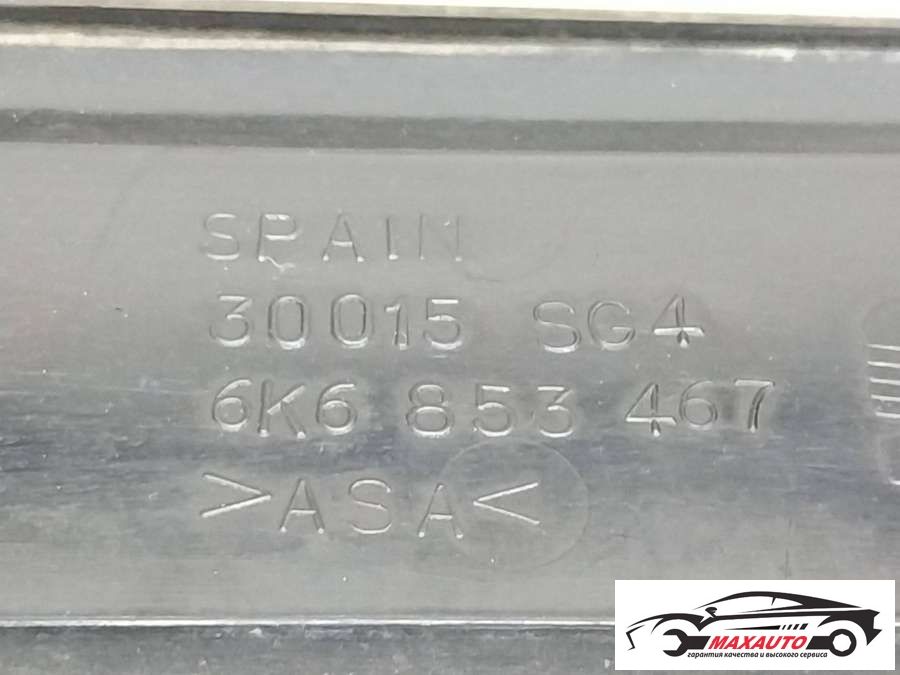 SPAIN
30015 SG4
6K6 853 467
>ASA<
MAXAUTO
гарантия качества и высокого сервиса